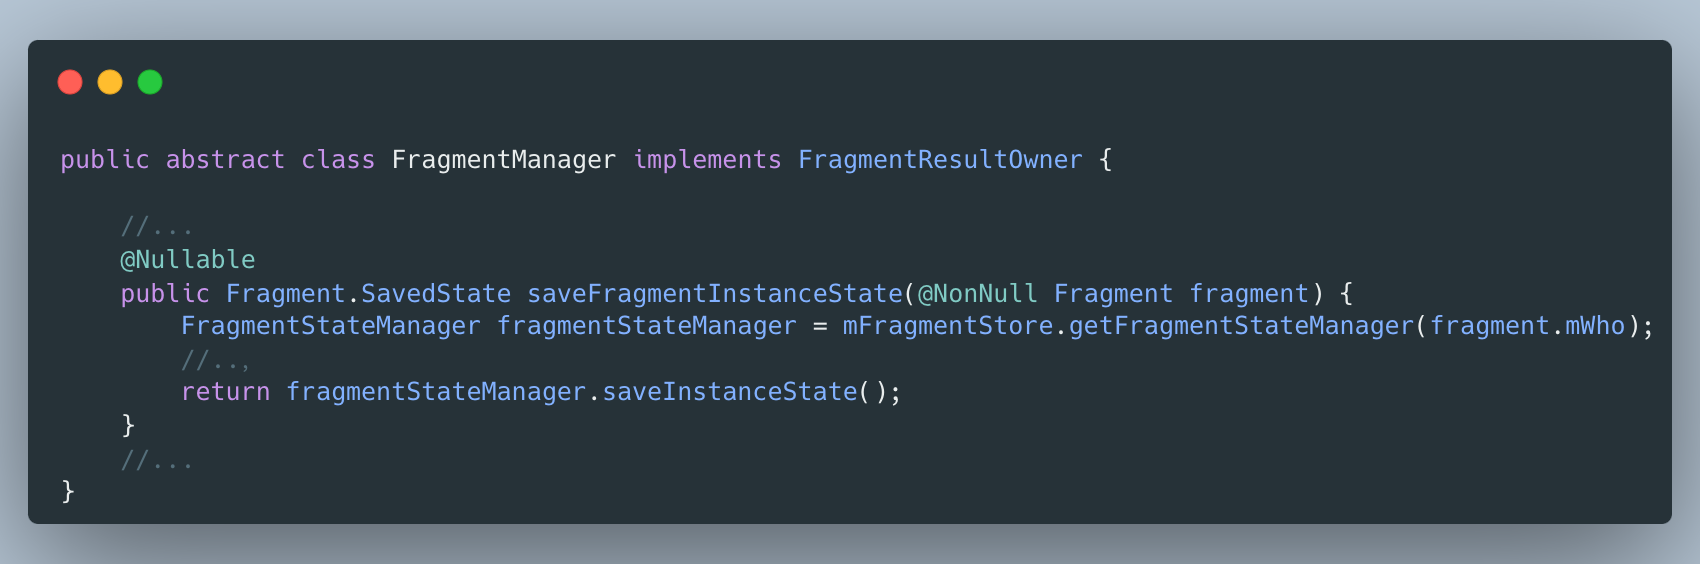 public abstract class FragmentManager implements FragmentResultOwner {
//...
@Nullable
public Fragment.SavedState saveFragmentInstanceState(@NonNull Fragment fragment) {
FragmentStateManager fragmentStateManager = mFragmentStore.getFragmentStateManager(fragment.mWho);
//..,
return fragmentStateManager.saveInstanceState();
}
//...
}